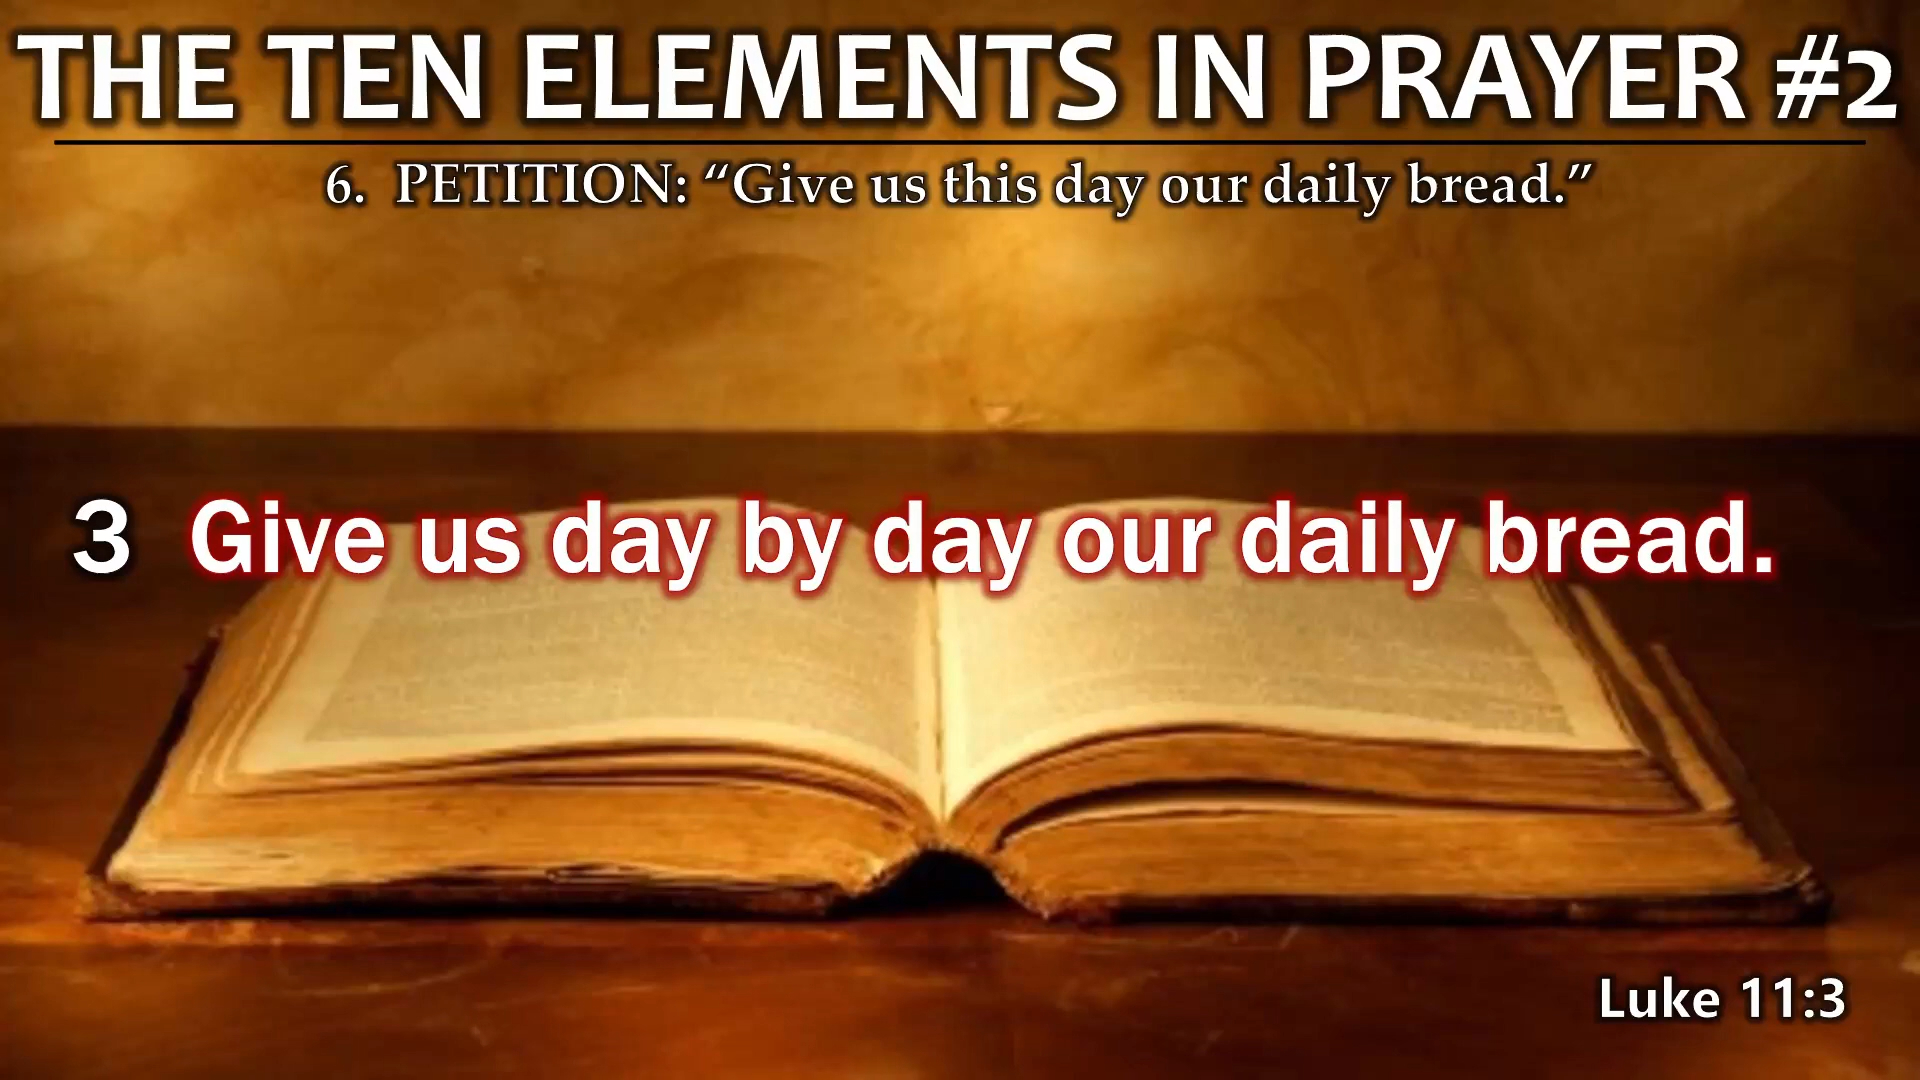 THE TEN ELEMENTS IN PRAYER #2
6. PETITION: “Give us this day our daily bread.”
3 Give us day by day our daily bread.
Luke 11:3